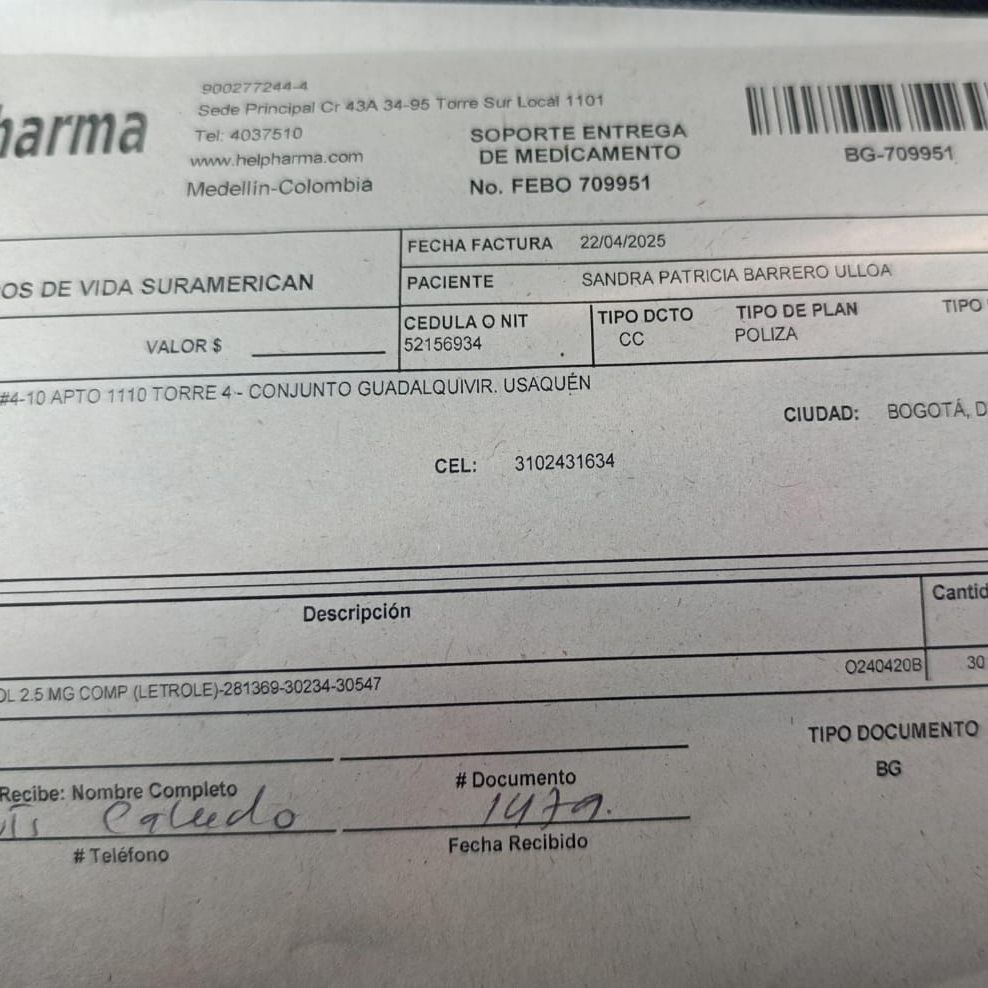 harma
900277244-4
Sede Principal Cr 43A 34-95 Torre Sur Local 1101
Tel: 4037510
www.helpharma.com
Medellin-Colombia
SOPORTE ENTREGA
DE MEDICAMENTO
No. FEBO 709951
BG-709951
OS DE VIDA SURAMERICAN
FECHA FACTURA 22/04/2025
PACIENTE SANDRA PATRICIA BARRERO ULLOA
VALOR $
CEDULA O NIT
52156934
TIPO DCTO
CC
TIPO DE PLAN
POLIZA
TIPO
#4-10 APTO 1110 TORRE 4 - CONJUNTO GUADALQUIVIR. USAQUÉN
CIUDAD: BOGOTÁ, D
CEL: 3102431634
Descripción
Cantid
OL 2.5 MG COMP (LETROLE)-281369-30234-30547
O240420B
30
Recibe: Nombre Completo
# Documento
TIPO DOCUMENTO
BG
# Teléfono
Fecha Recibido